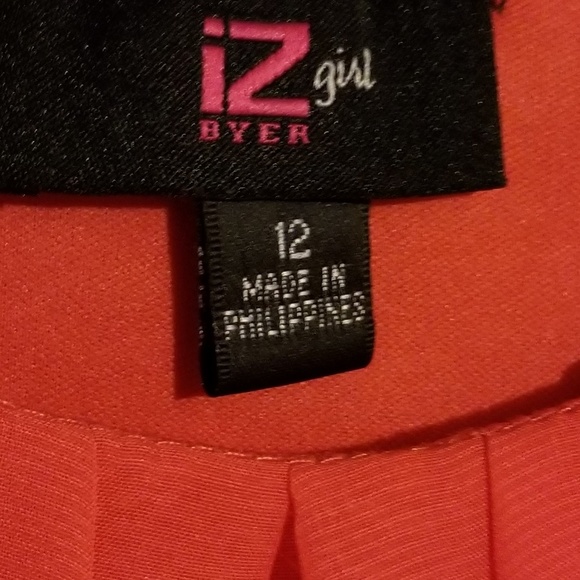 iZ girl
BYER
12
MADE IN
PHILIPPINES